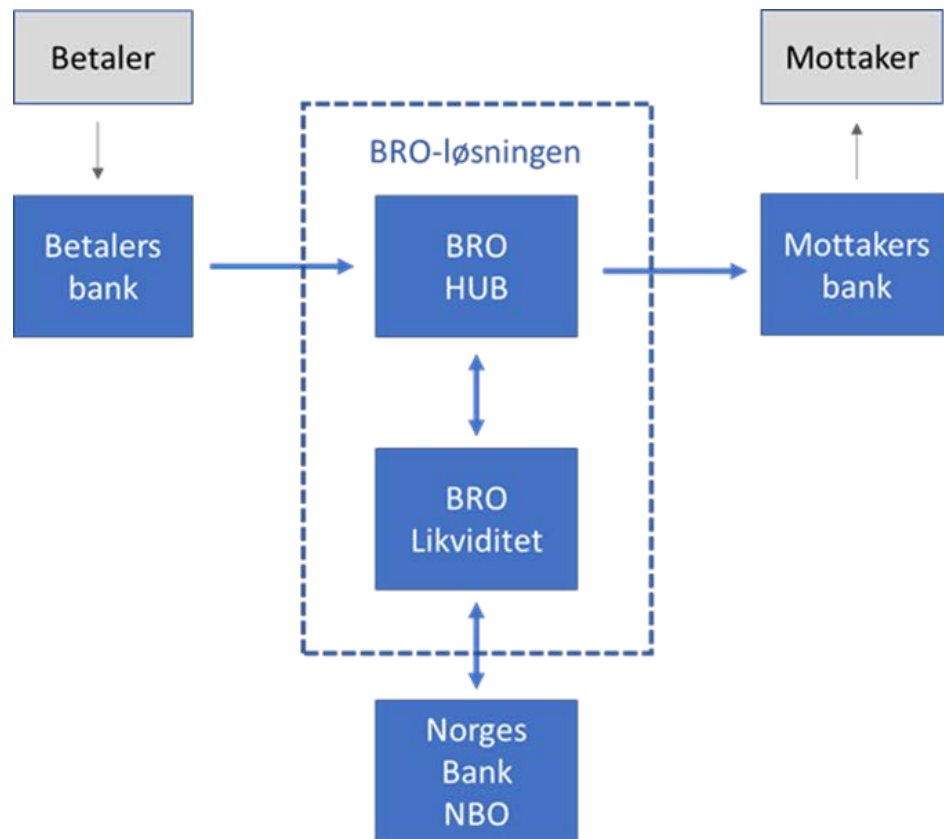 Betaler
Mottaker
BRO-løsningen
Betalers
bank
BRO
HUB
Mottakers
bank
BRO
Likviditet
Norges
Bank
NBO